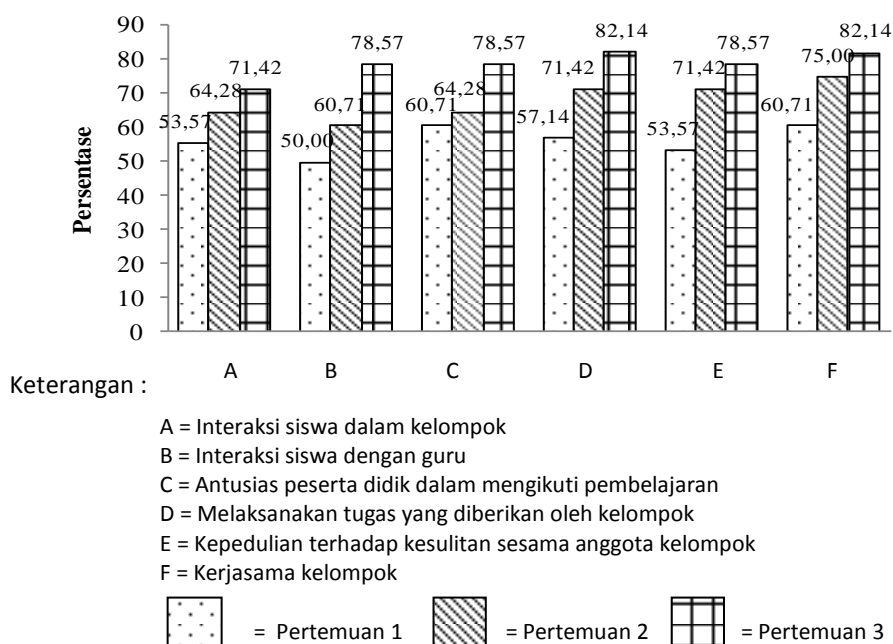 90
80
70
60
50
40
30
20
10
0
Persentase
53,57
64,28
71,42
50,00
60,71
78,57
60,71
64,28
78,57
57,14
71,42
82,14
53,57
71,42
78,57
60,71
75,00
82,14
A B C D E F
Keterangan :
A = Interaksi siswa dalam kelompok
B = Interaksi siswa dengan guru
C = Antusias peserta didik dalam mengikuti pembelajaran
D = Melaksanakan tugas yang diberikan oleh kelompok
E = Kepedulian terhadap kesulitan sesama anggota kelompok
F = Kerjasama kelompok
= Pertemuan 1 = Pertemuan 2 = Pertemuan 3